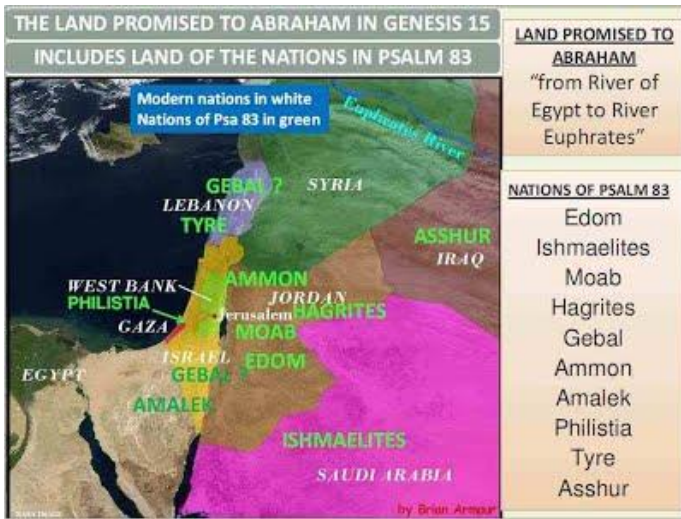 THE LAND PROMISED TO ABRAHAM IN GENESIS 15
INCLUDES LAND OF THE NATIONS IN PSALM 83
Modern nations in white
Nations of Psa 83 in green
Euphrates River
GEBAL ?
SYRIA
LEBANON
TYRE
ASSHUR
IRAQ
WEST BANK
AMMON
JORDAN
PHILISTIA
Jerusalem
HAGRITES
GAZA
MOAB
ISRAEL
EDOM
EGYPT
GEBAL ?
AMALEK
ISHMAELITES
SAUDI ARABIA
by Brian Armour
LAND PROMISED TO
ABRAHAM
"from River of
Egypt to River
Euphrates"
NATIONS OF PSALM 83
Edom
Ishmaelites
Moab
Hagrites
Gebal
Ammon
Amalek
Philistia
Tyre
Asshur